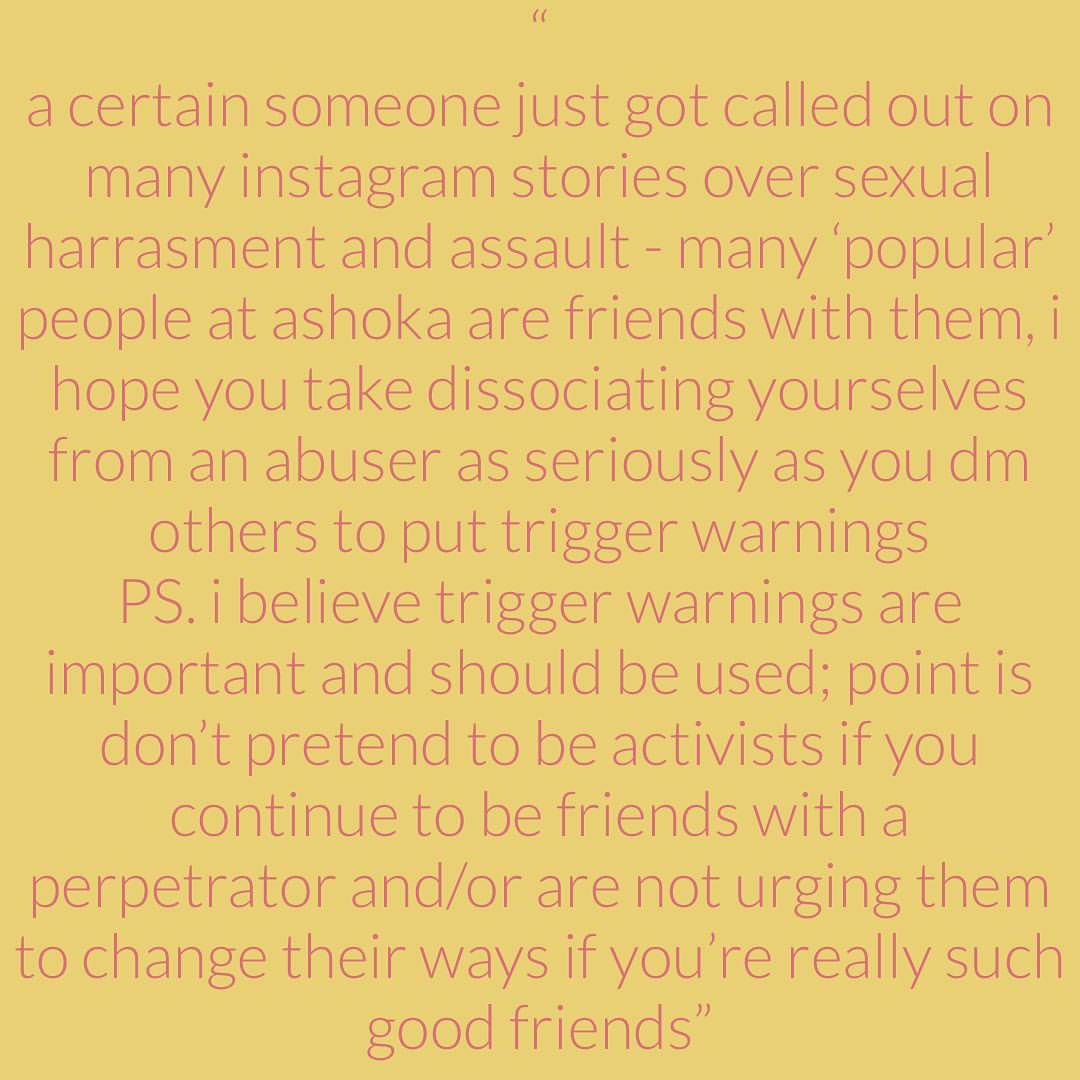 “
a certain someone just got called out on
many instagram stories over sexual
harrasment and assault - many ‘popular’
people at ashoka are friends with them, i
hope you take dissociating yourselves
from an abuser as seriously as you dm
others to put trigger warnings
PS. i believe trigger warnings are
important and should be used; point is
don’t pretend to be activists if you
continue to be friends with a
perpetrator and/or are not urging them
to change their ways if you’re really such
good friends”